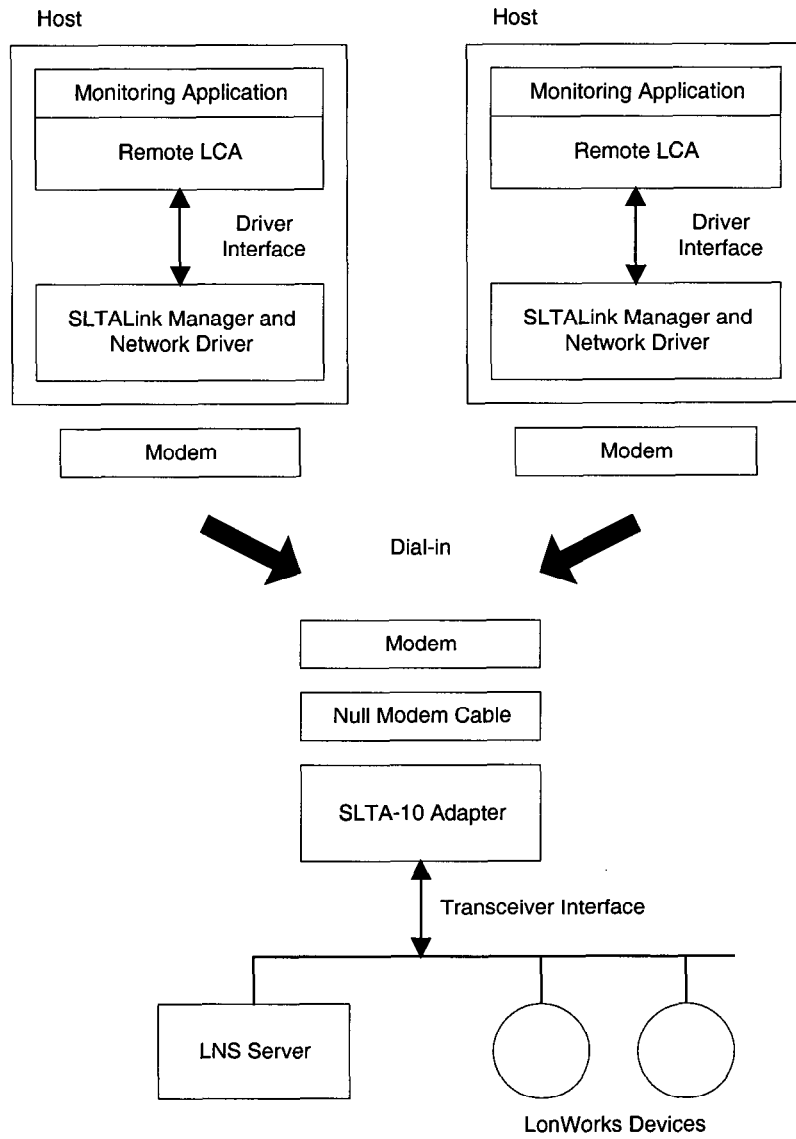 Host
Host
Monitoring Application
Monitoring Application
Remote LCA
Remote LCA
Driver
Interface
Driver
Interface
SLTALink Manager and
Network Driver
SLTALink Manager and
Network Driver
Modem
Modem
Dial-in
Modem
Null Modem Cable
SLTA-10 Adapter
Transceiver Interface
LNS Server
LonWorks Devices